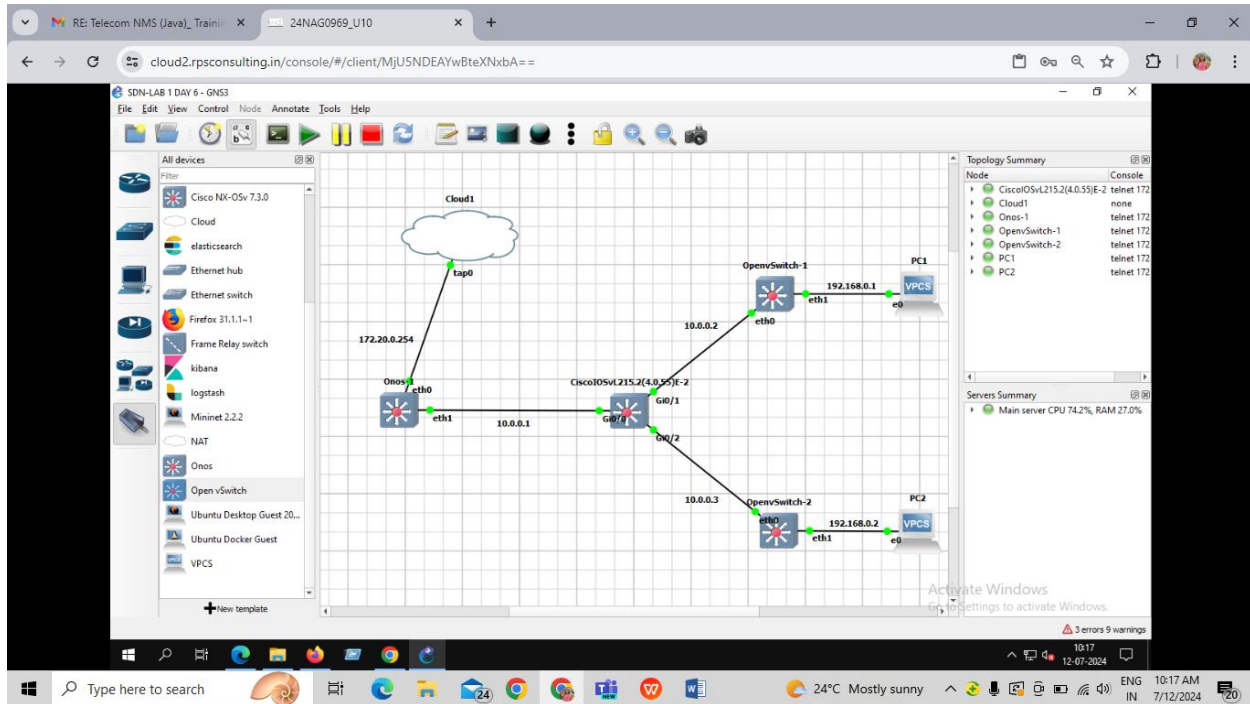 RE: Telecom NMS (Java)_ Trainin
24NAG0969_U10
cloud2.rpsconsulting.in/console/#/client/MjU5NDEAYwBteXNxbA==
SDN-LAB 1 DAY 6 - GNS3
File Edit View Control Node Annotate Tools Help
All devices
Filter
Cisco NX-OSv 7.3.0
Cloud
elasticsearch
Ethernet hub
Ethernet switch
Firefox 31.1.1~1
Frame Relay switch
kibana
logstash
Mininet 2.2.2
NAT
Onos
Open vSwitch
Ubuntu Desktop Guest 20...
Ubuntu Docker Guest
VPCS
New template
Cloud1
tap0
172.20.0.254
Onos-1
eth0
eth1
10.0.0.1
CiscoIOSvL215.2(4.0.55)E-2
Gi0/0
Gi0/1
Gi0/2
10.0.0.2
OpenvSwitch-1
eth0
eth1
192.168.0.1
PC1
VPCS
e0
10.0.0.3
OpenvSwitch-2
eth0
eth1
192.168.0.2
PC2
VPCS
e0
Topology Summary
Node Console
CiscoIOSvL215.2(4.0.55)E-2 telnet 172
Cloud1 none
Onos-1 telnet 172
OpenvSwitch-1 telnet 172
OpenvSwitch-2 telnet 172
PC1 telnet 172
PC2 telnet 172
Servers Summary
Main server CPU 74.2%, RAM 27.0%
Activate Windows
Go to Settings to activate Windows.
3 errors 9 warnings
10:17
12-07-2024
Type here to search
24
NEW
24°C Mostly sunny
ENG
IN
10:17 AM
7/12/2024
20